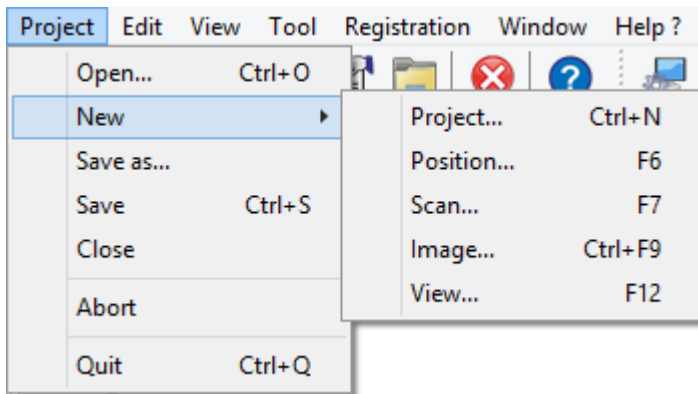 Project Edit View Tool Registration Window Help ?
Open... Ctrl+O
New
Save as...
Save Ctrl+S
Close
Abort
Quit Ctrl+Q
Project... Ctrl+N
Position... F6
Scan... F7
Image... Ctrl+F9
View... F12